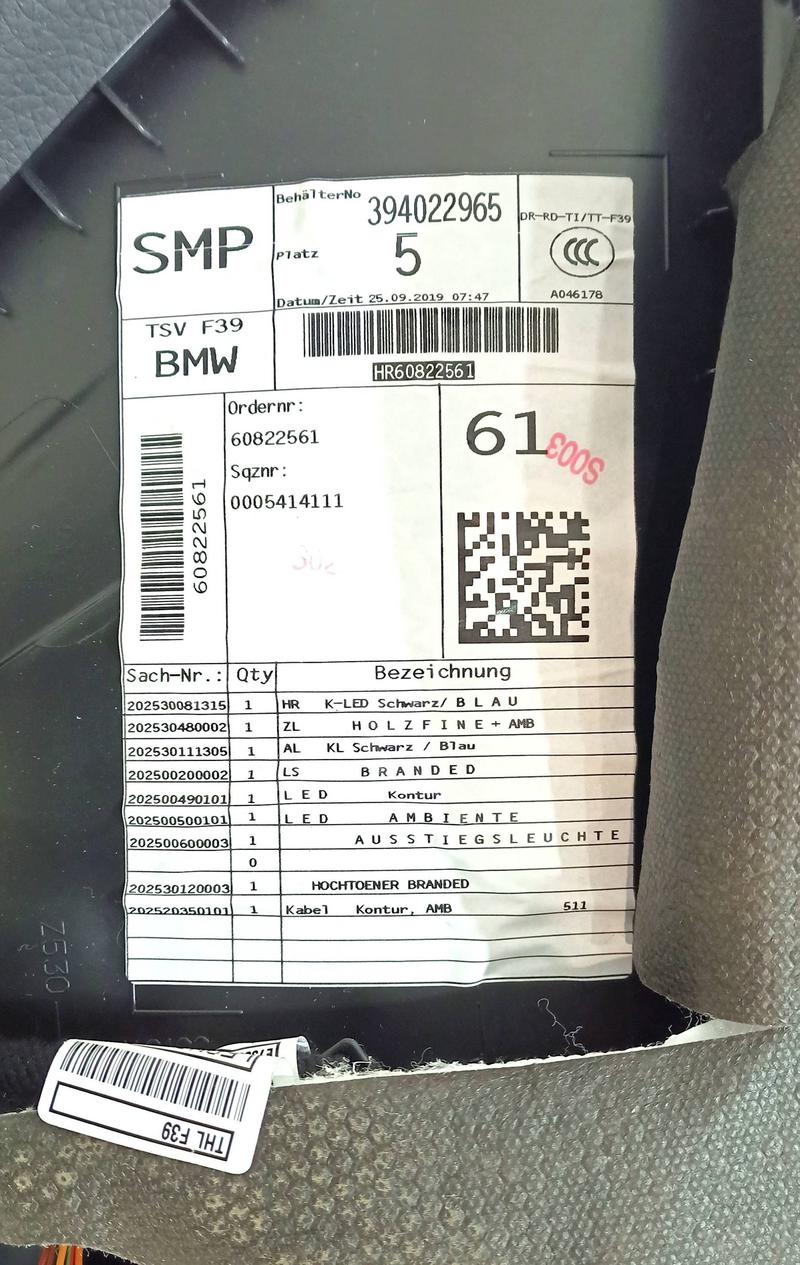 SMP
BehälterNo 394022965
Platz 5
Datum/Zeit 25.09.2019 07:47
DR-RD-TI/TT-F39
CCC
A046178
TSV F39
BMW
HR60822561
60822561
Ordernr:
60822561
Sqznr:
0005414111
61
S003
Sach-Nr.: Qty Bezeichnung
202530081315 1 HR K-LED Schwarz/ B L A U
202530480002 1 ZL H O L Z F I N E + AMB
202530111305 1 AL KL Schwarz / Blau
202500200002 1 LS B R A N D E D
202500490101 1 L E D Kontur
202500500101 1 L E D A M B I E N T E
202500600003 1 A U S S T I E G S L E U C H T E
0
202530120003 1 HOCHTOENER BRANDED
202520350101 1 Kabel Kontur, AMB 511
Z530
THL F39